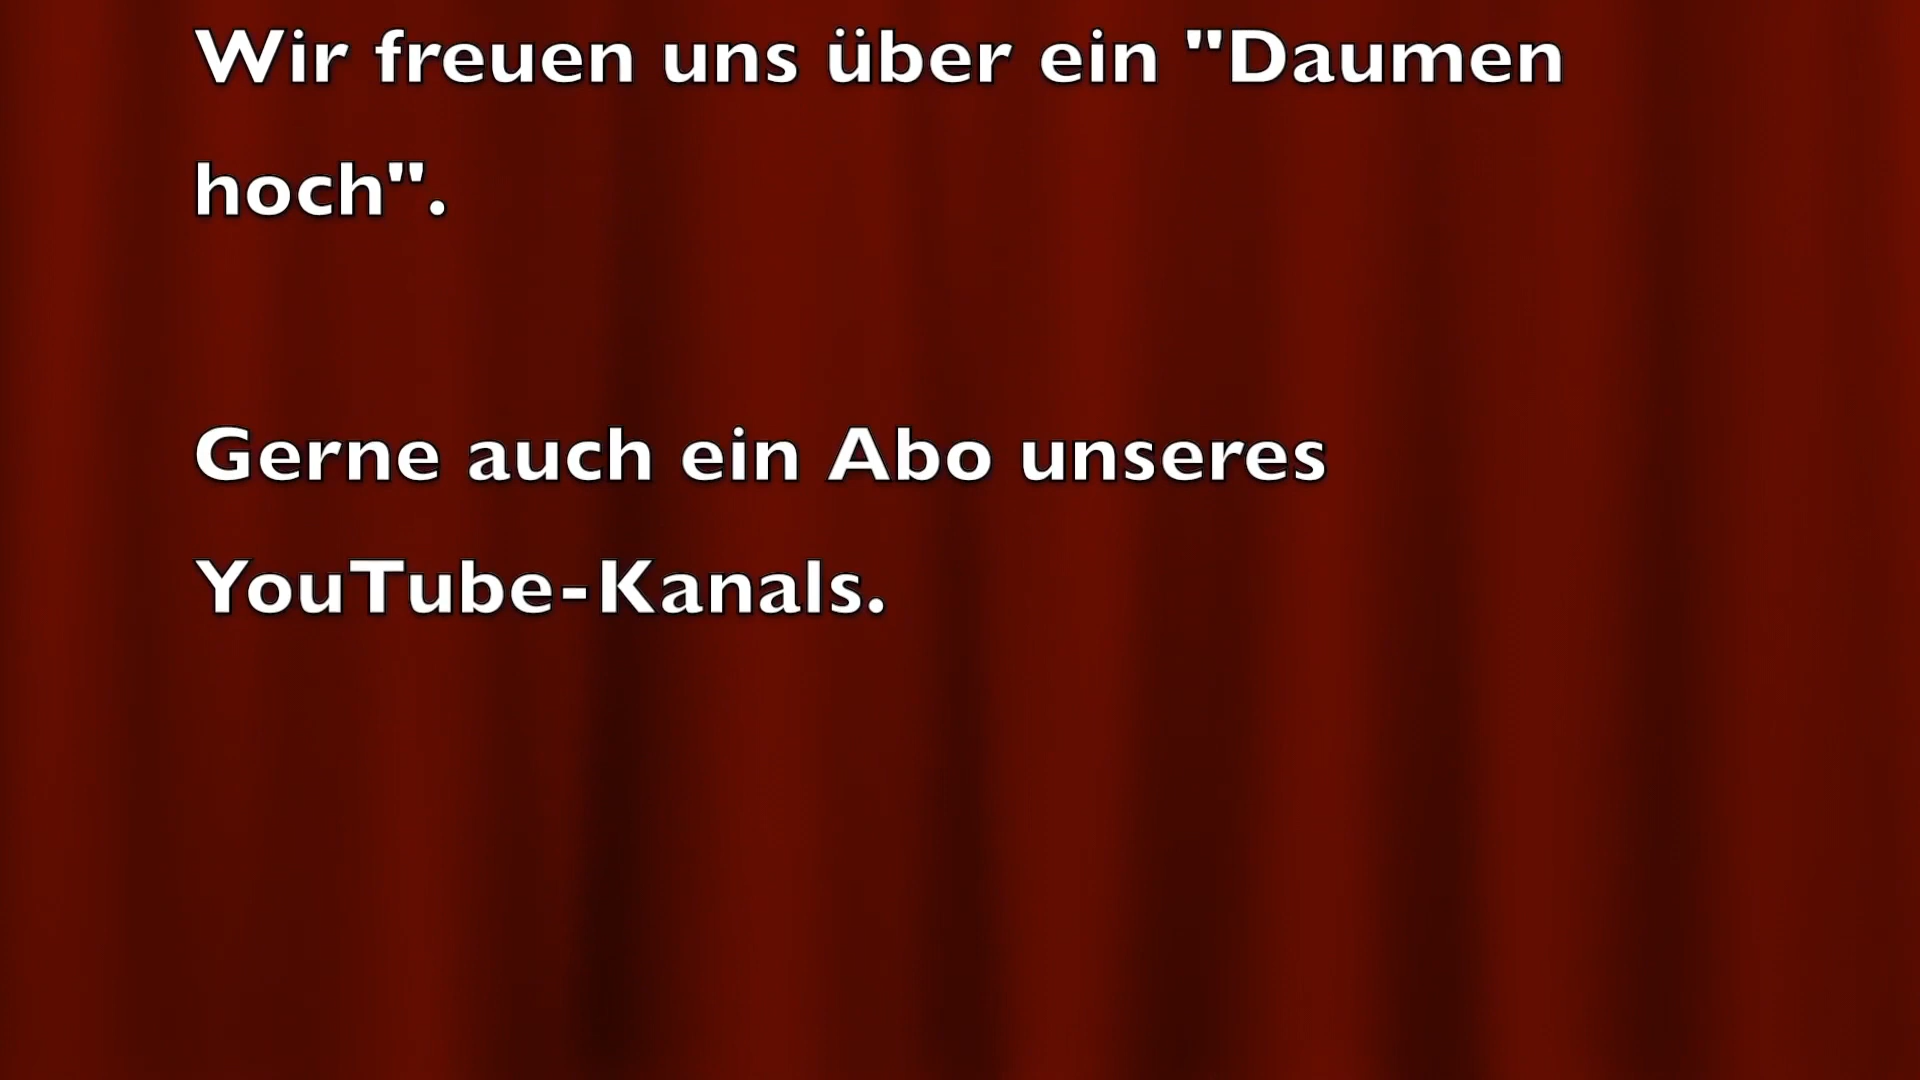 Wir freuen uns über ein "Daumen
hoch".
Gerne auch ein Abo unseres
YouTube-Kanals.